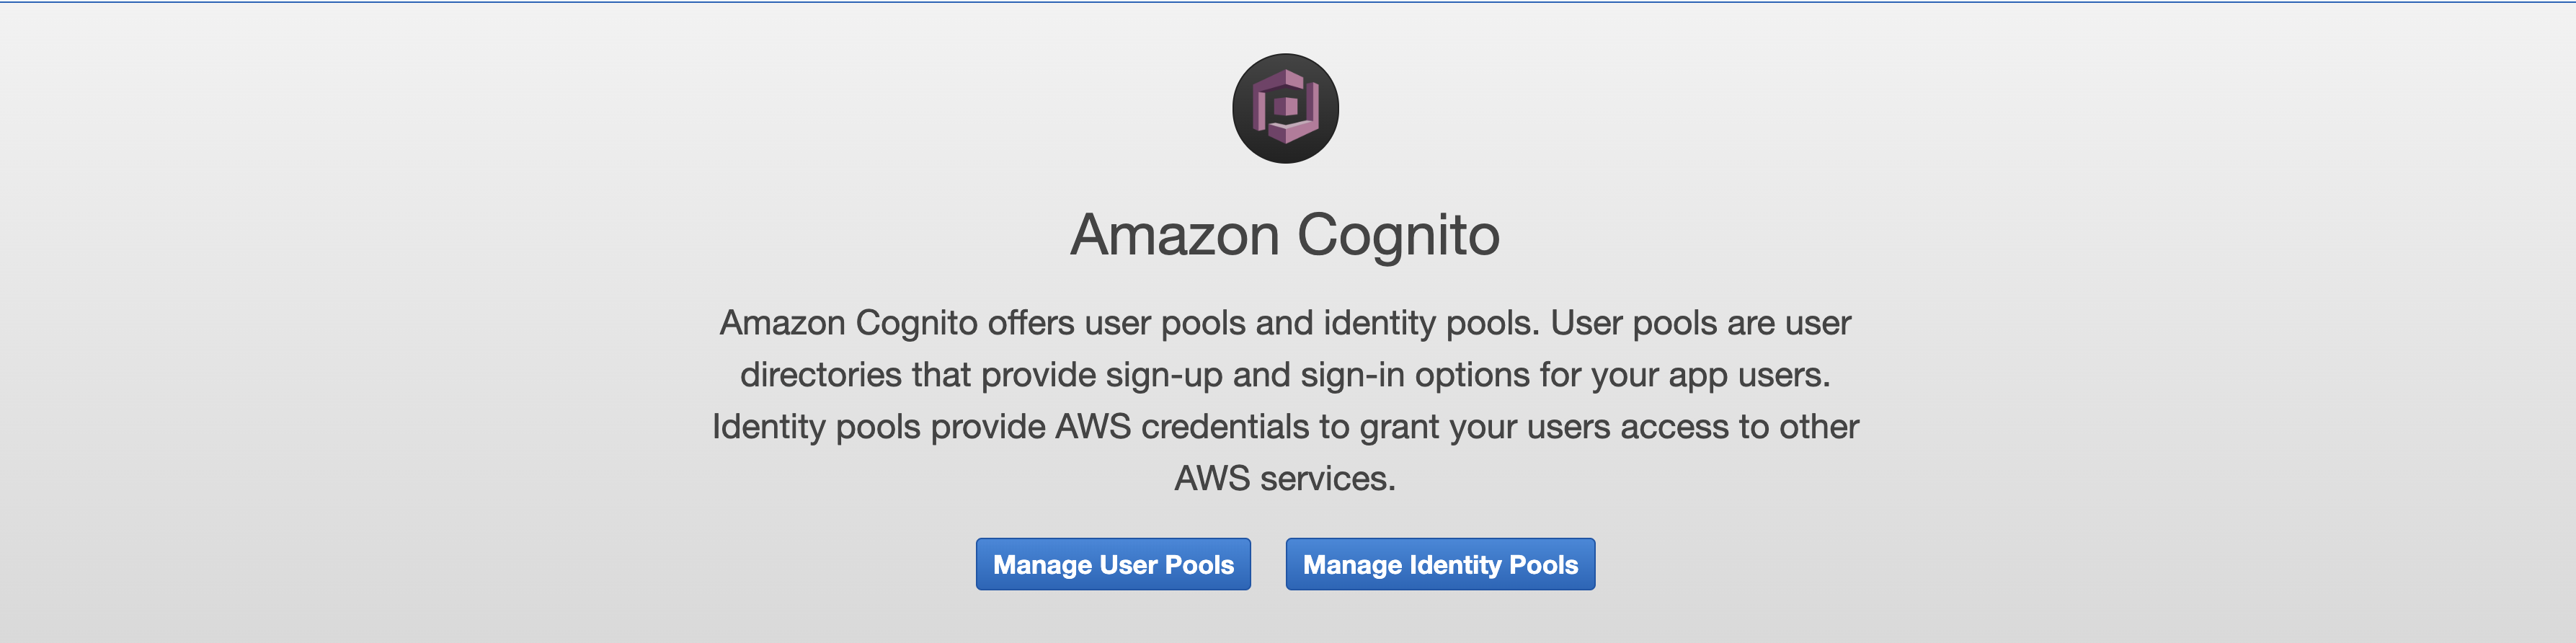 Amazon Cognito
Amazon Cognito offers user pools and identity pools. User pools are user
directories that provide sign-up and sign-in options for your app users.
Identity pools provide AWS credentials to grant your users access to other
AWS services.
Manage User Pools
Manage Identity Pools